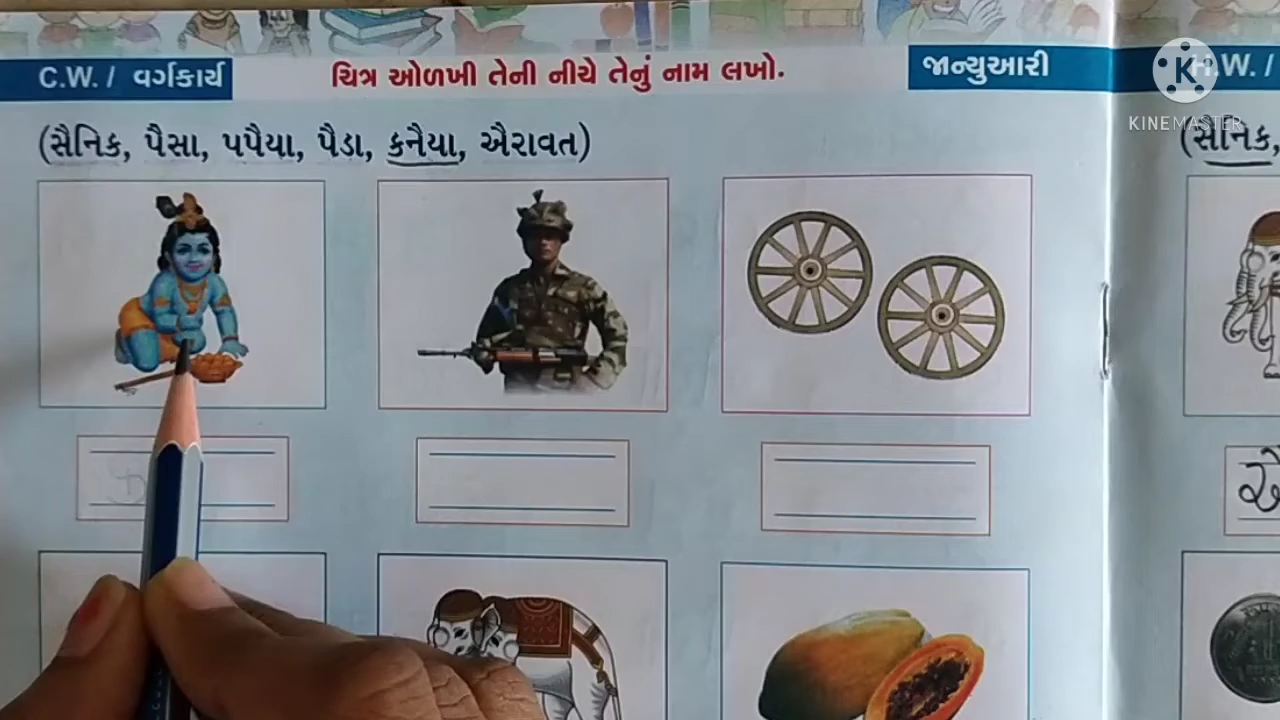 C.W. / વર્ગકાર્ય
ચિત્ર ઓળખી તેની નીચે તેનું નામ લખો.
જાન્યુઆરી
H.W. /
KINEMASTER
(સૈનિક, પૈસા, પપૈયા, પૈડા, કનૈયા, ઐરાવત)
(સૈનિક,